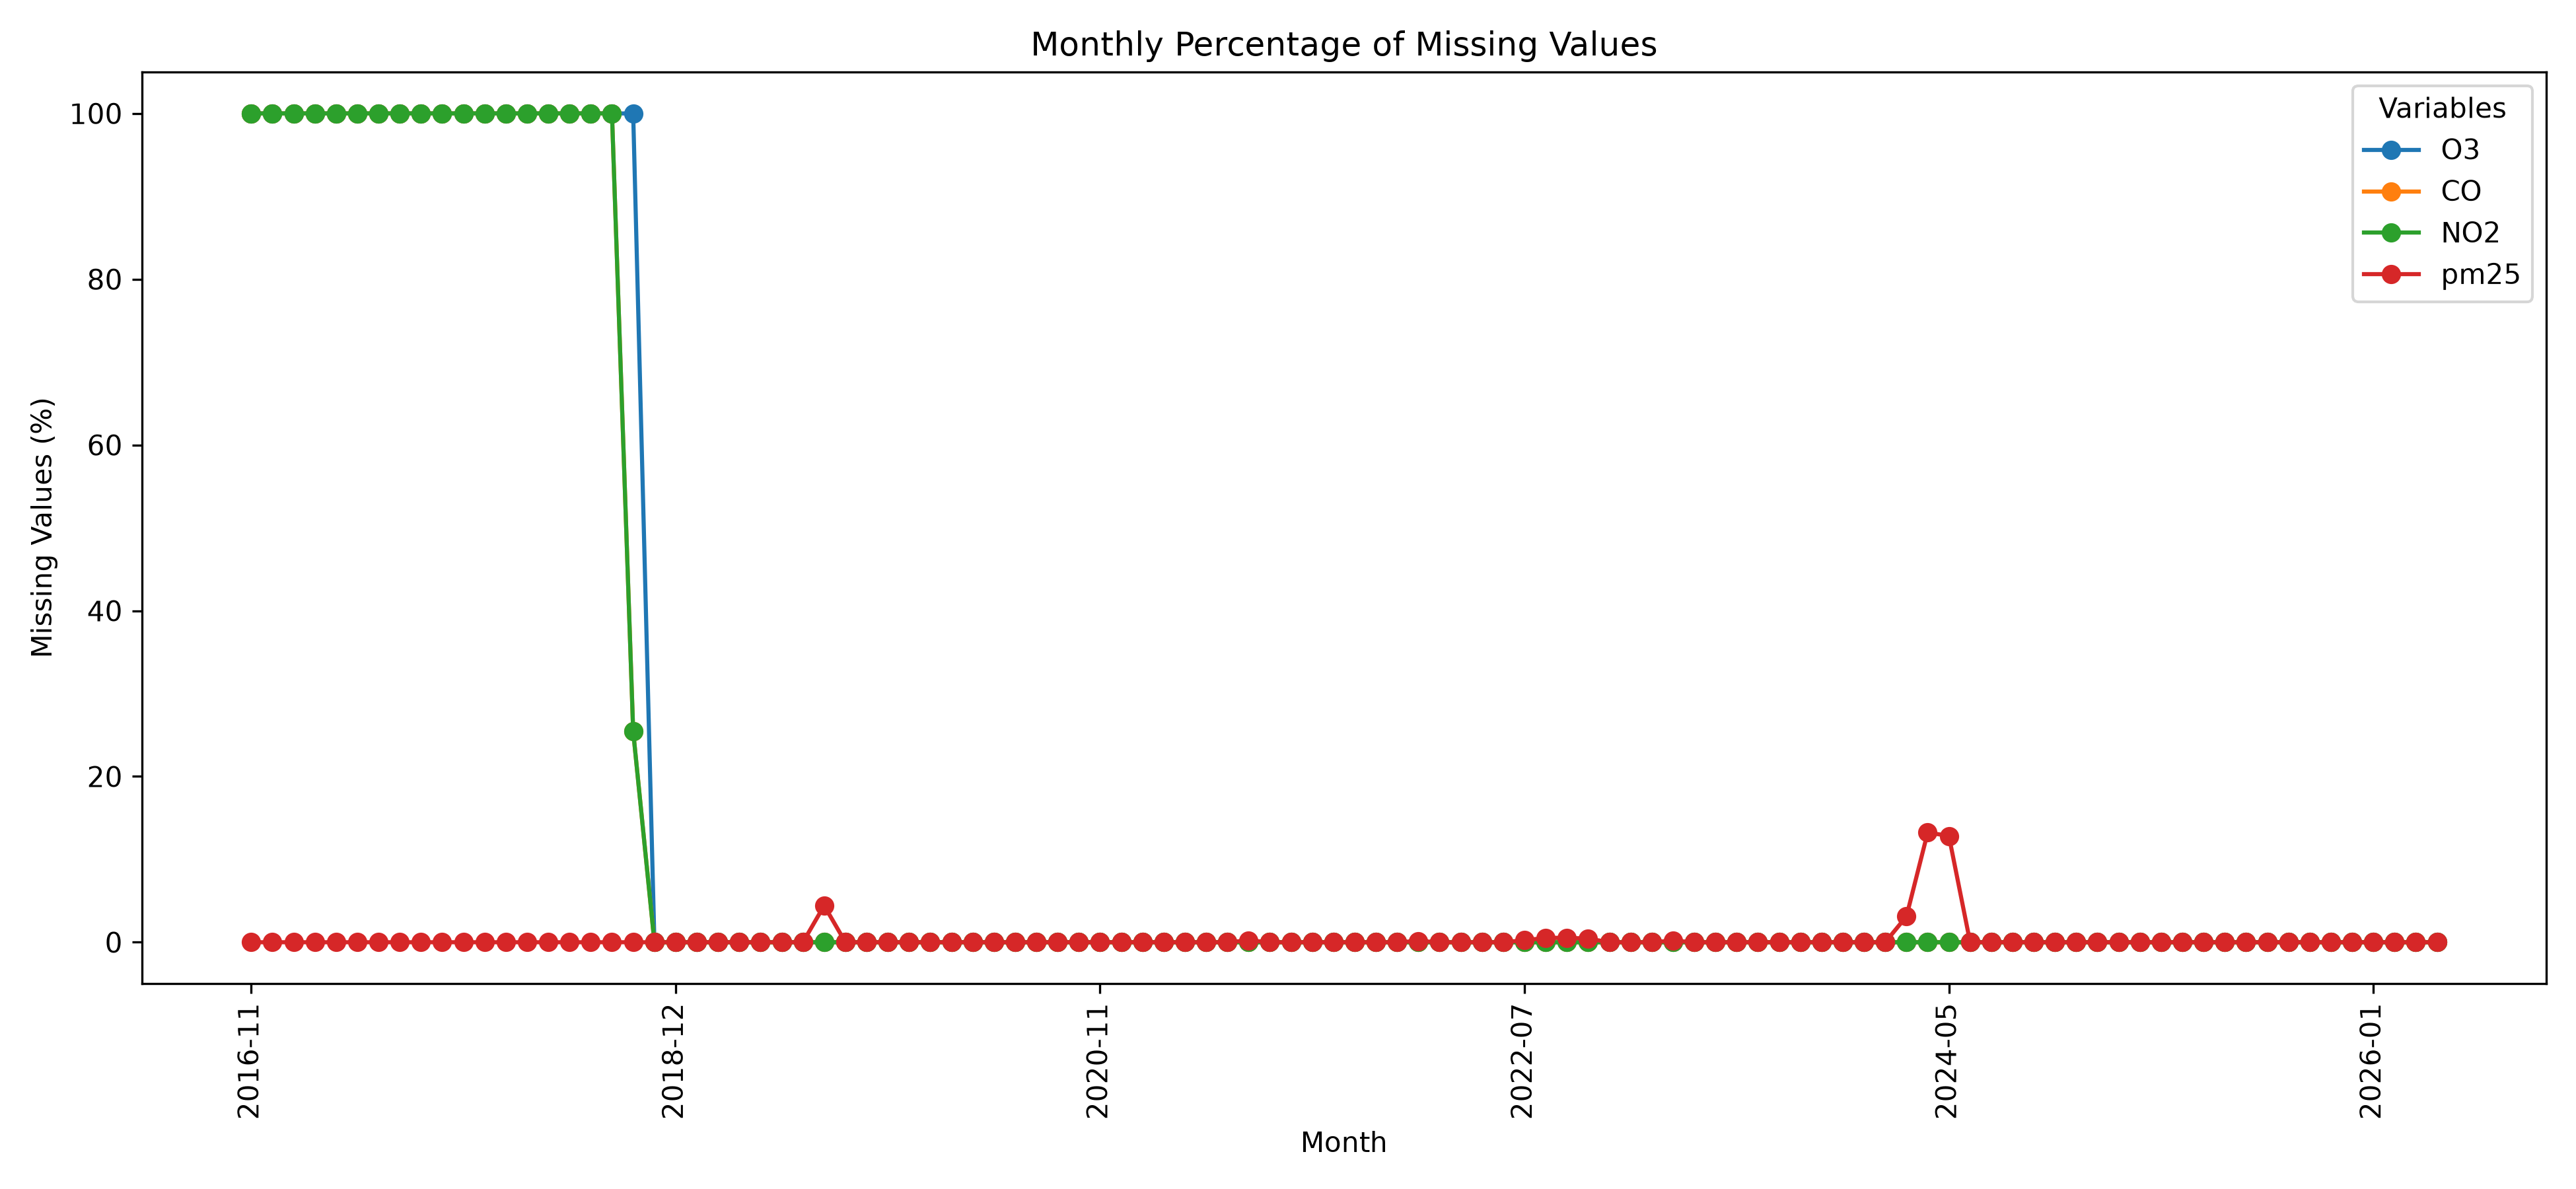 Monthly Percentage of Missing Values
Variables
O3
CO
NO2
pm25
Missing Values (%)
100
80
60
40
20
0
2016-11
2018-12
2020-11
2022-07
2024-05
2026-01
Month